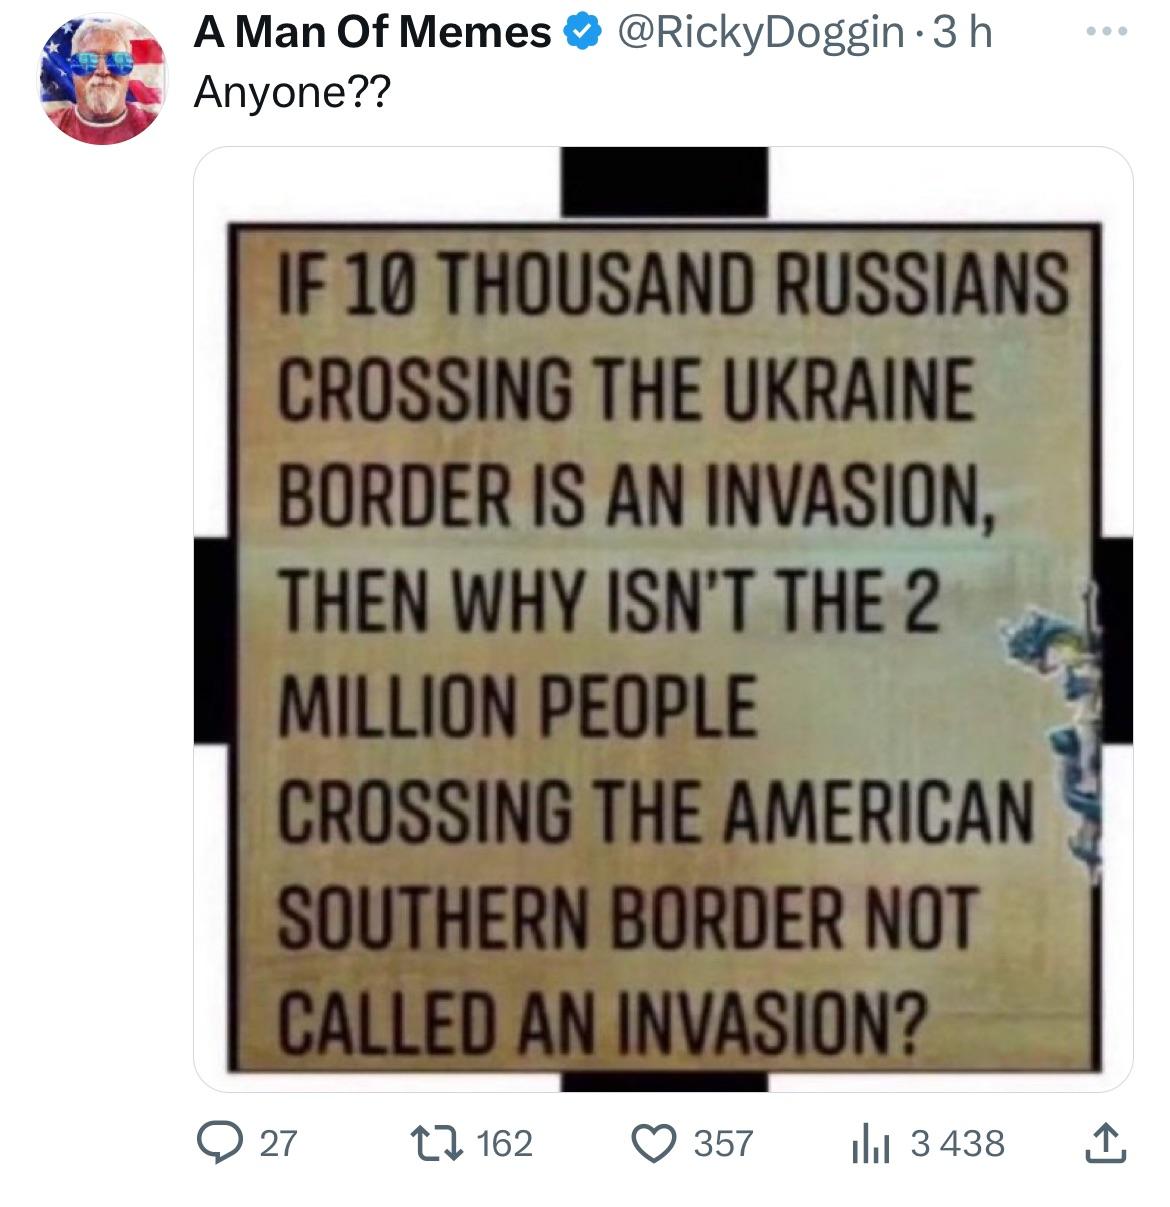 A Man Of Memes @RickyDoggin · 3 h
Anyone??
IF 10 THOUSAND RUSSIANS
CROSSING THE UKRAINE
BORDER IS AN INVASION,
THEN WHY ISN'T THE 2
MILLION PEOPLE
CROSSING THE AMERICAN
SOUTHERN BORDER NOT
CALLED AN INVASION?
27 162 357 3 438